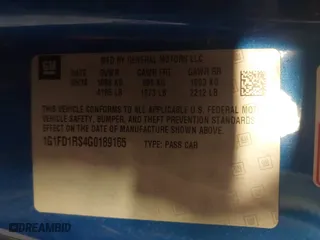 GM
MFD BY GENERAL MOTORS LLC
DATE GVWR GAWR FRT GAWR RR
THIS VEHICLE CONFORMS TO ALL APPLICABLE U.S. FEDERAL MOTOR
VEHICLE SAFETY, BUMPER, AND THEFT PREVENTION STANDARDS
IN EFFECT ON THE DATE OF MANUFACTURE SHOWN ABOVE.
1G1FD1RS4G0189165 TYPE: PASS CAR
DREAMBID